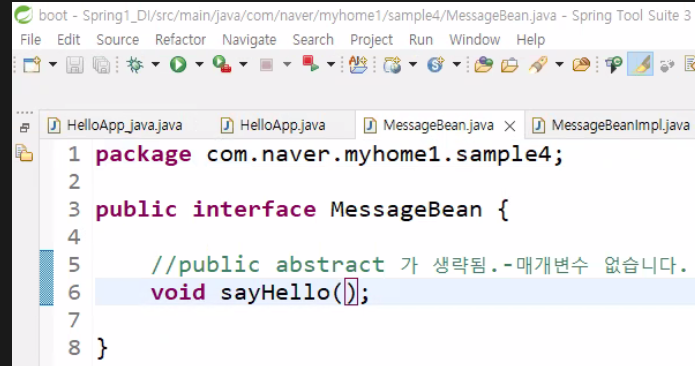 boot - Spring1_DI/src/main/java/com/naver/myhome1/sample4/MessageBean.java - Spring Tool Suite 3
File Edit Source Refactor Navigate Search Project Run Window Help
HelloApp_java.java HelloApp.java MessageBean.java MessageBeanImpl.java
1 package com.naver.myhome1.sample4;
2
3 public interface MessageBean {
4
5 //public abstract 가 생략됨.-매개변수 없습니다.
6 void sayHello();
7
8 }